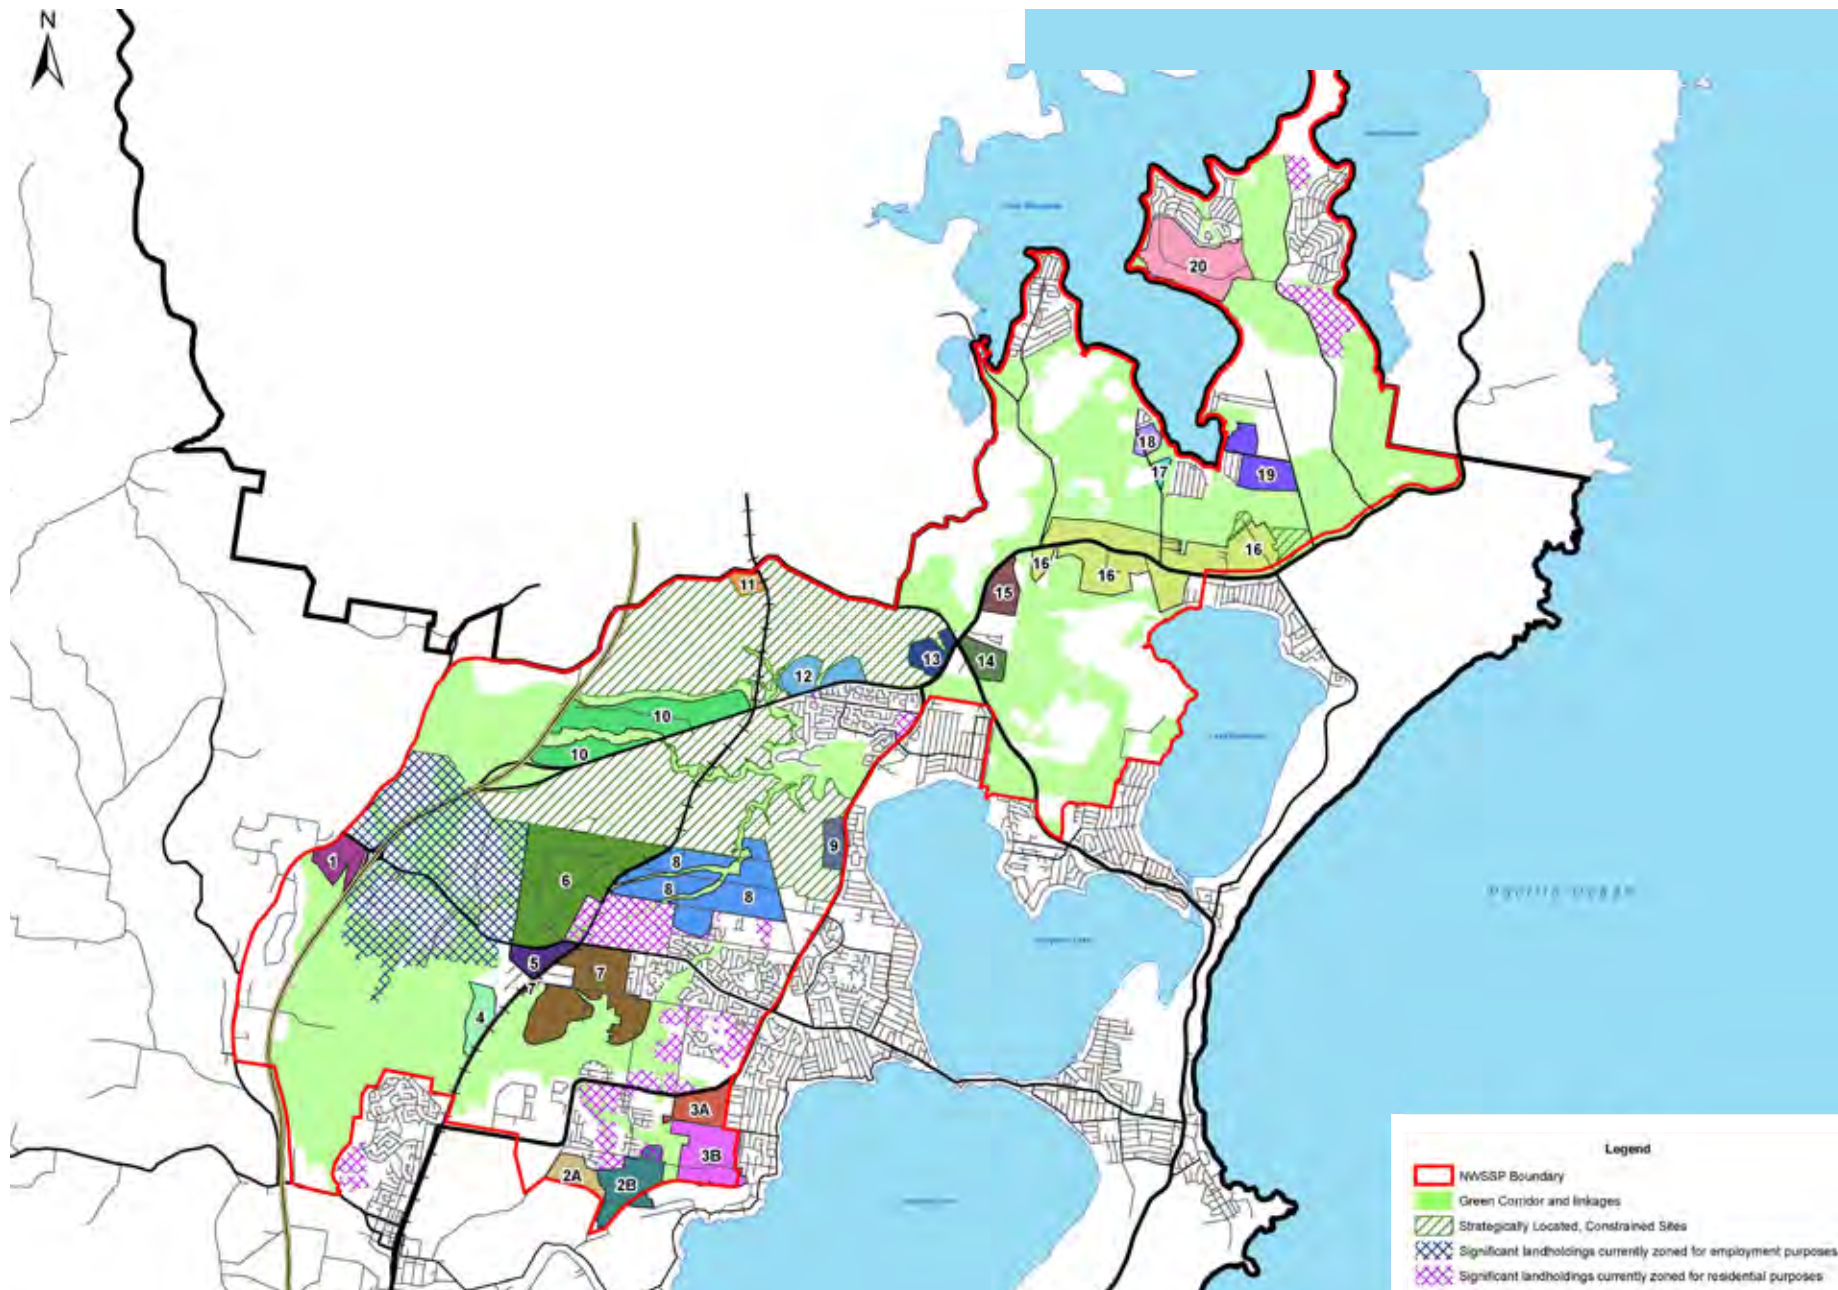 N
20
18
17
19
16
16
16
15
11
13
14
12
10
10
1
6
8
8
8
9
5
7
7
4
3A
3B
2A
2B
Legend
NWSSP Boundary
Green Corridor and linkages
Strategically Located, Constrained Sites
Significant landholdings currently zoned for employment purposes
Significant landholdings currently zoned for residential purposes